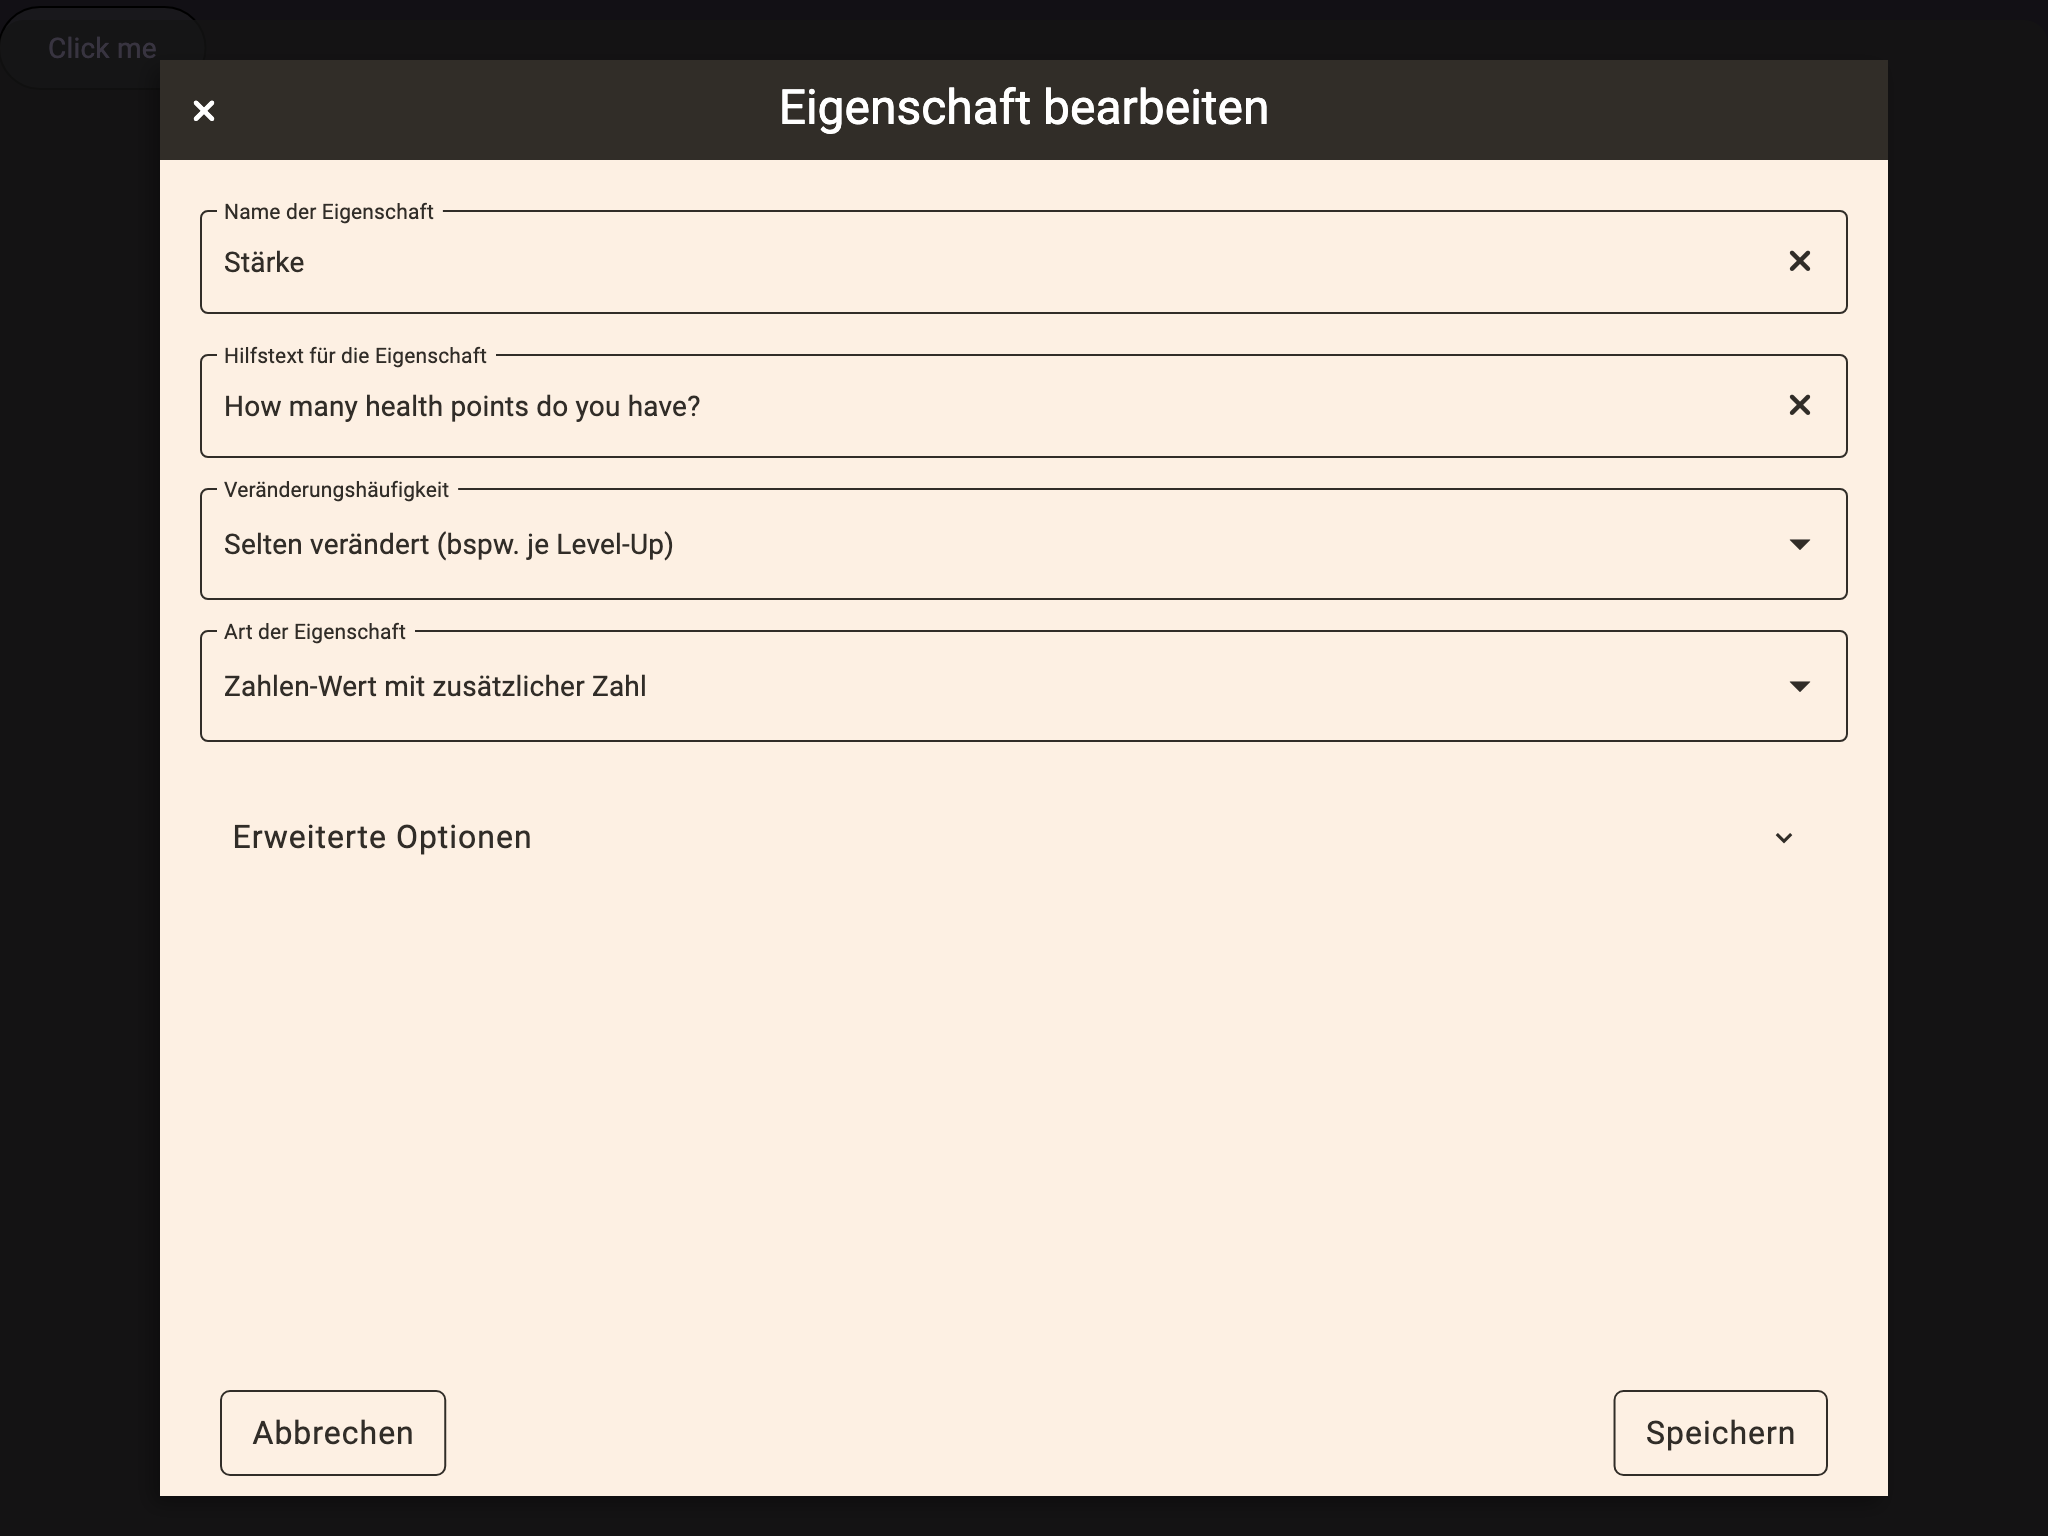 Click me
Eigenschaft bearbeiten
Name der Eigenschaft
Stärke
Hilfstext für die Eigenschaft
How many health points do you have?
Veränderungshäufigkeit
Selten verändert (bspw. je Level-Up)
Art der Eigenschaft
Zahlen-Wert mit zusätzlicher Zahl
Erweiterte Optionen
Abbrechen
Speichern